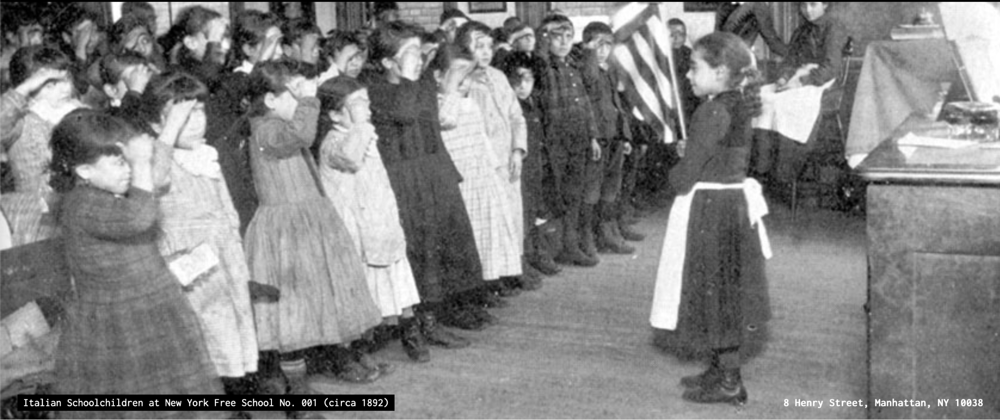 Italian Schoolchildren at New York Free School No. 001 (circa 1892)
8 Henry Street, Manhattan, NY 10038